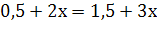 0,5 + 2x = 1,5 + 3x